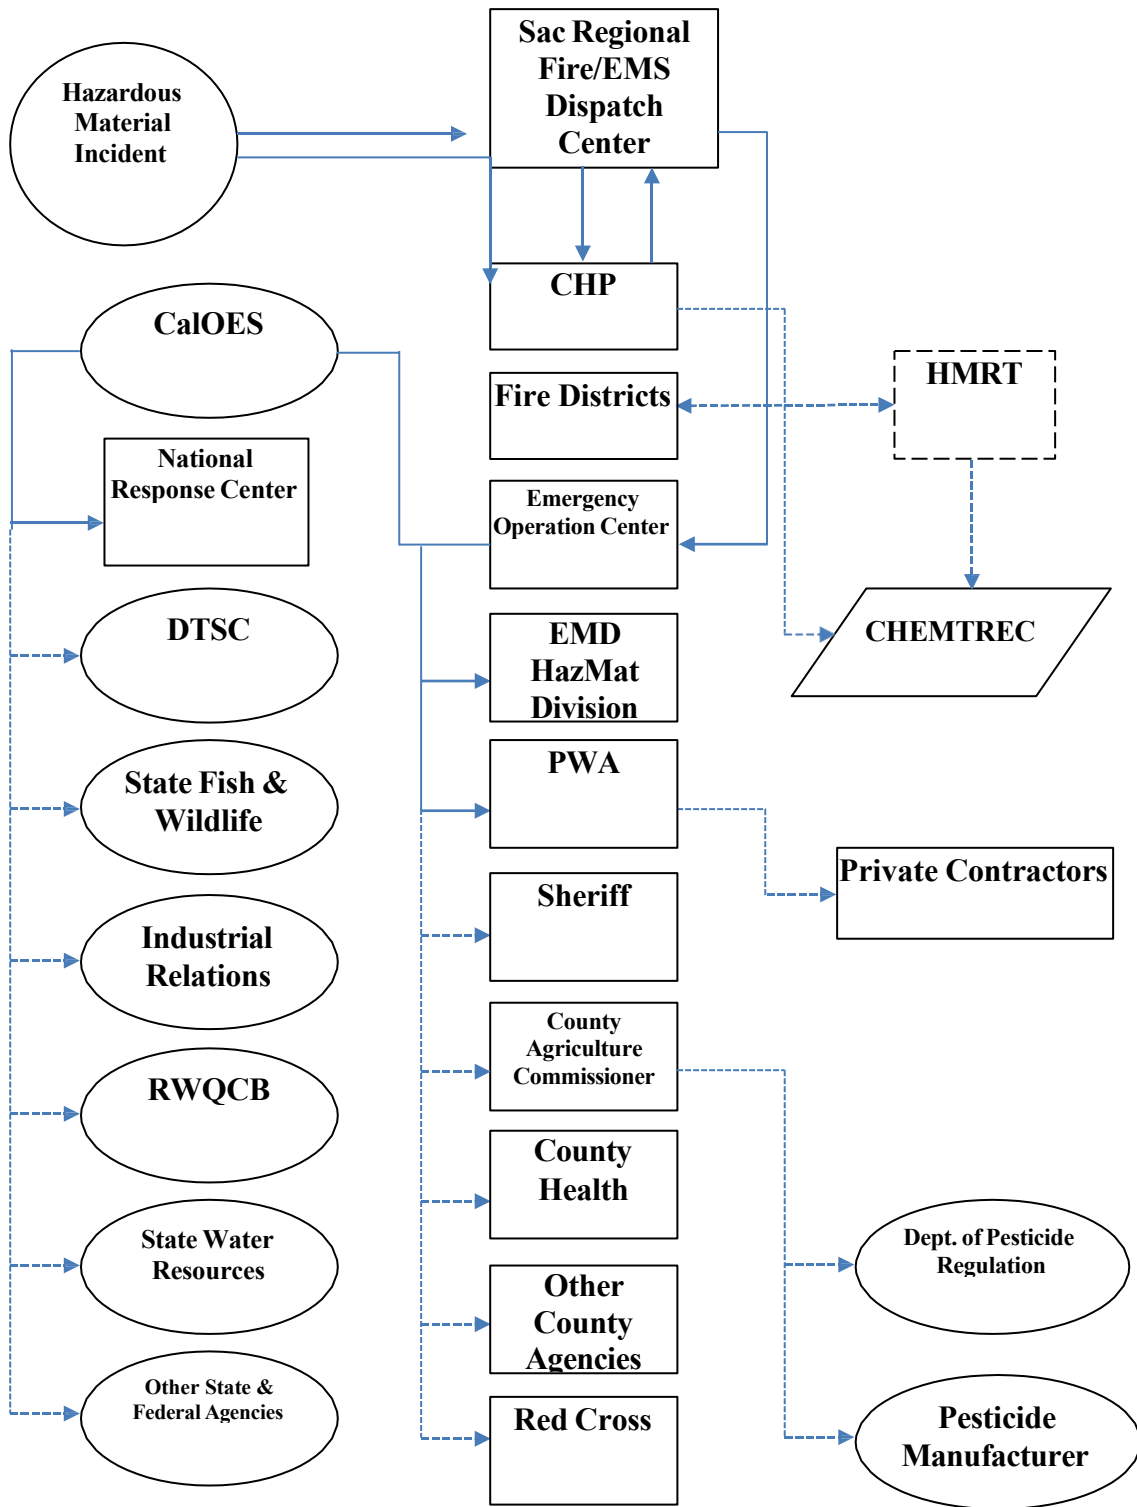 Sac Regional
Fire/EMS
Dispatch
Center
Hazardous
Material
Incident
CHP
CalOES
HMRT
Fire Districts
National
Response Center
Emergency
Operation Center
DTSC
EMD
HazMat
Division
CHEMTREC
State Fish &
Wildlife
PWA
Private Contractors
Sheriff
Industrial
Relations
County
Agriculture
Commissioner
RWQCB
County
Health
State Water
Resources
Dept. of Pesticide
Regulation
Other
County
Agencies
Other State &
Federal Agencies
Red Cross
Pesticide
Manufacturer